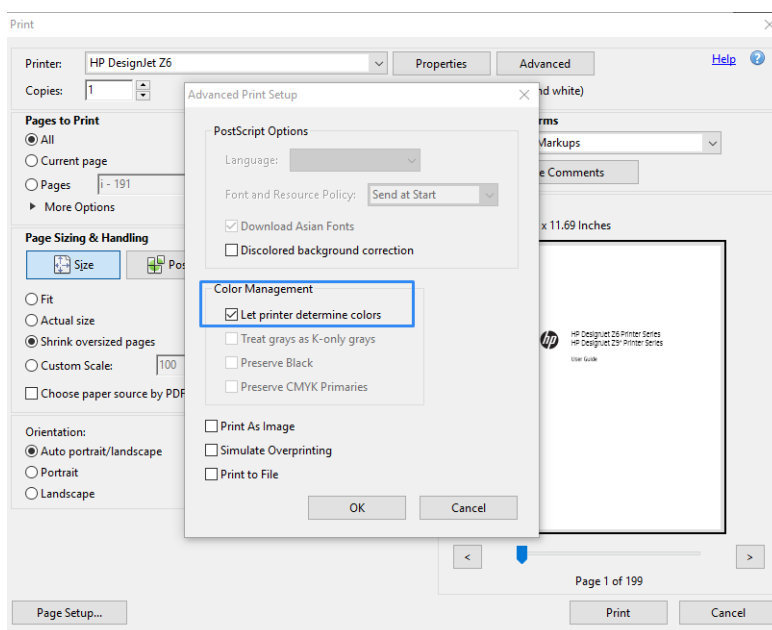 Print
Printer: HP DesignJet Z6 Properties Advanced Help
Copies: 1 nd white)
Pages to Print
All
Current page
Pages i - 191
More Options
Page Sizing & Handling
Size Pos
Fit
Actual size
Shrink oversized pages
Custom Scale: 100
Choose paper source by PDF
Orientation:
Auto portrait/landscape
Portrait
Landscape
Advanced Print Setup
PostScript Options
Language:
Font and Resource Policy: Send at Start
Download Asian Fonts
Discolored background correction
Color Management
Let printer determine colors
Treat grays as K-only grays
Preserve Black
Preserve CMYK Primaries
Print As Image
Simulate Overprinting
Print to File
OK Cancel
rms
Markups
e Comments
x 11.69 Inches
hp
HP DesignJet Z6 Printer Series
HP DesignJet Z9⁺ Printer Series
User Guide
< >
Page 1 of 199
Page Setup... Print Cancel